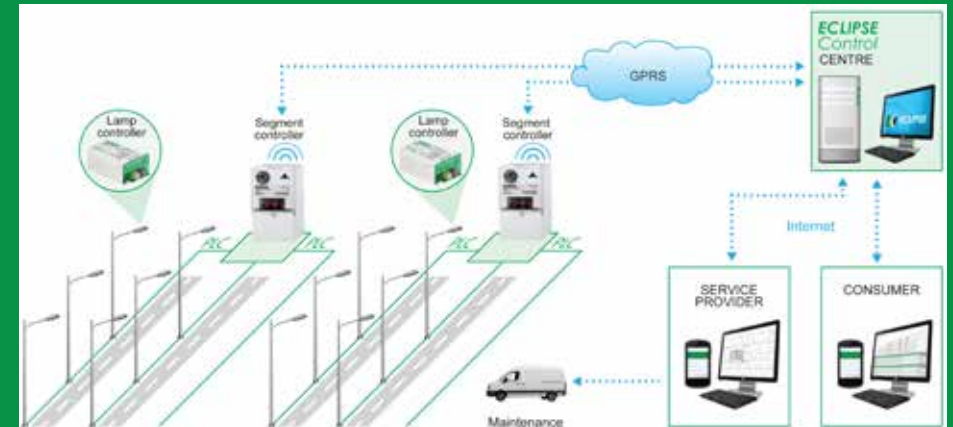 ECLIPSE
Control
CENTRE
GPRS
Lamp
controller
Segment
controller
Lamp
controller
Segment
controller
PLC
PLC
PLC
PLC
Internet
SERVICE
PROVIDER
CONSUMER
Maintenance
ECLIPSE